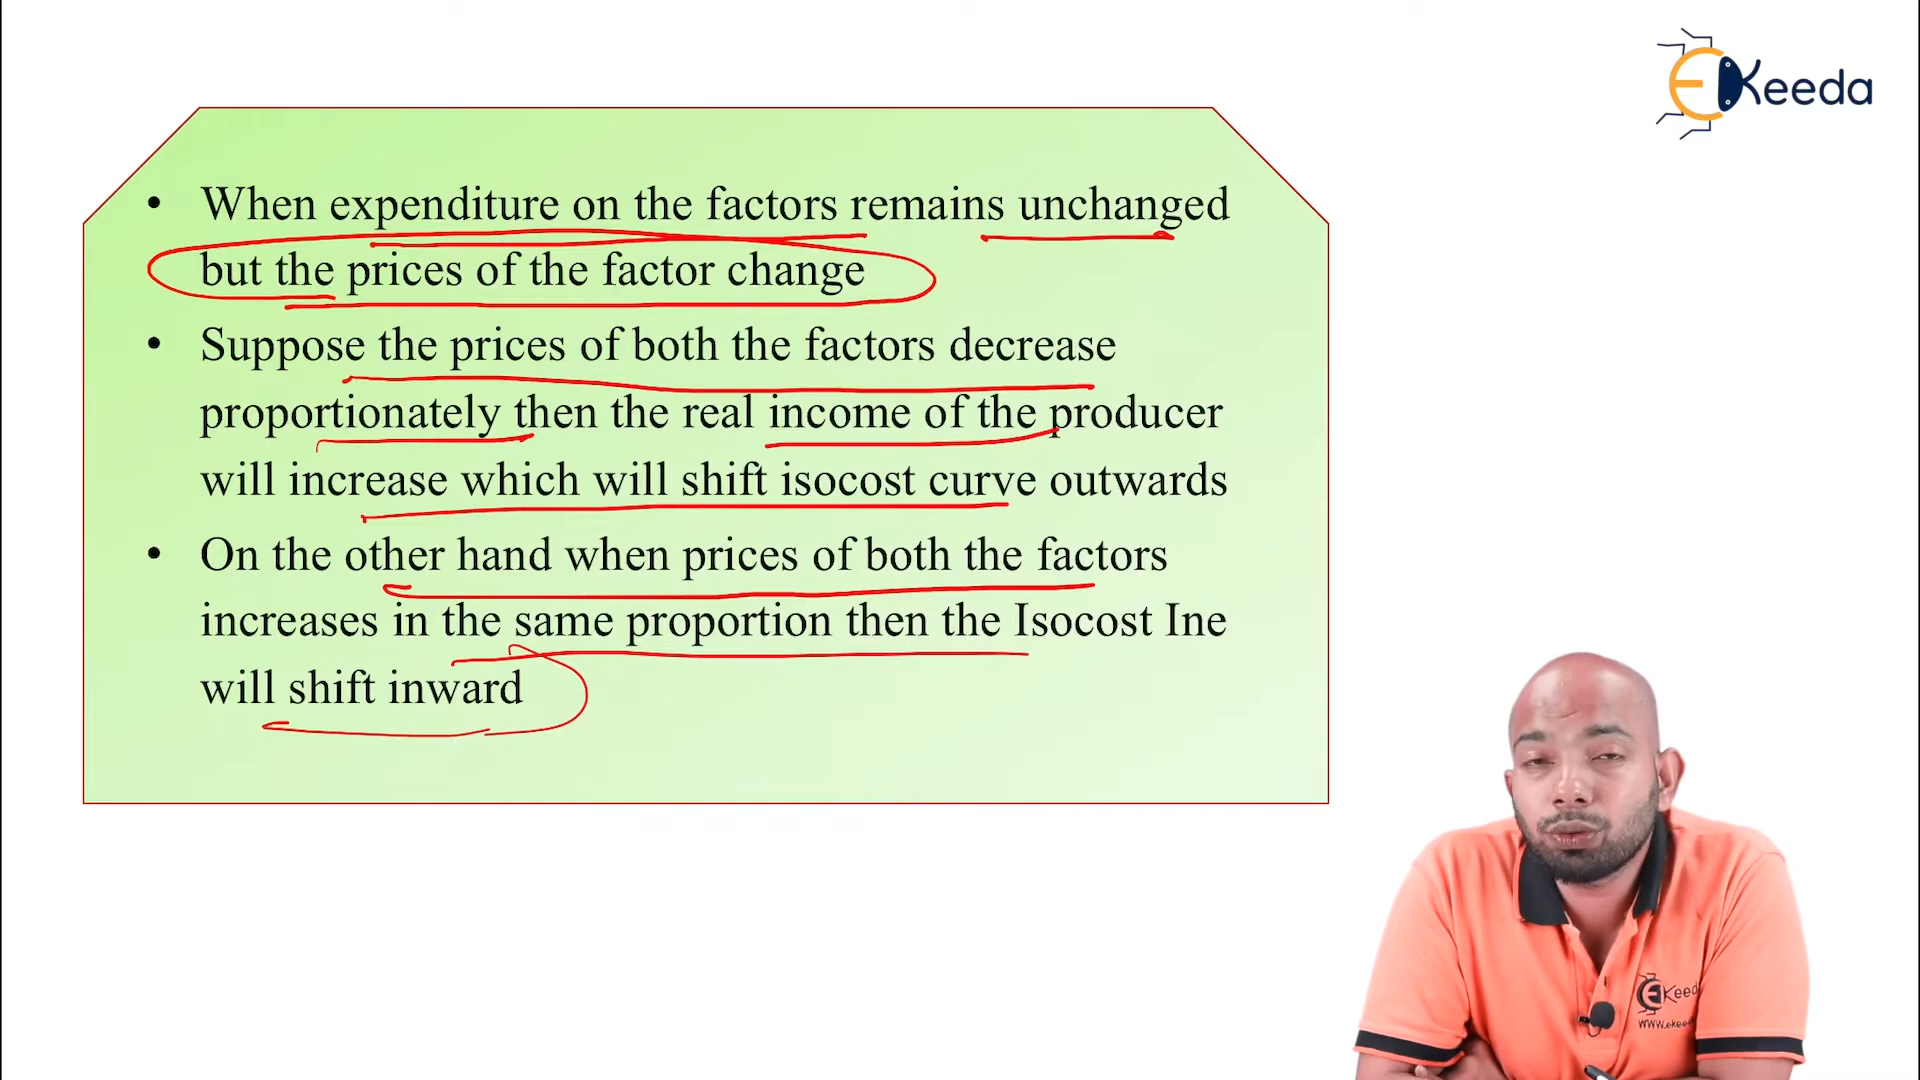 EKeeda
• When expenditure on the factors remains unchanged
but the prices of the factor change
• Suppose the prices of both the factors decrease
proportionately then the real income of the producer
will increase which will shift isocost curve outwards
• On the other hand when prices of both the factors
increases in the same proportion then the Isocost Ine
will shift inward
EKeeda